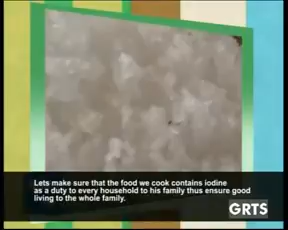 Lets make sure that the food we cook contains iodine
as a duty to every household to his family thus ensure good
living to the whole family.
GRTS